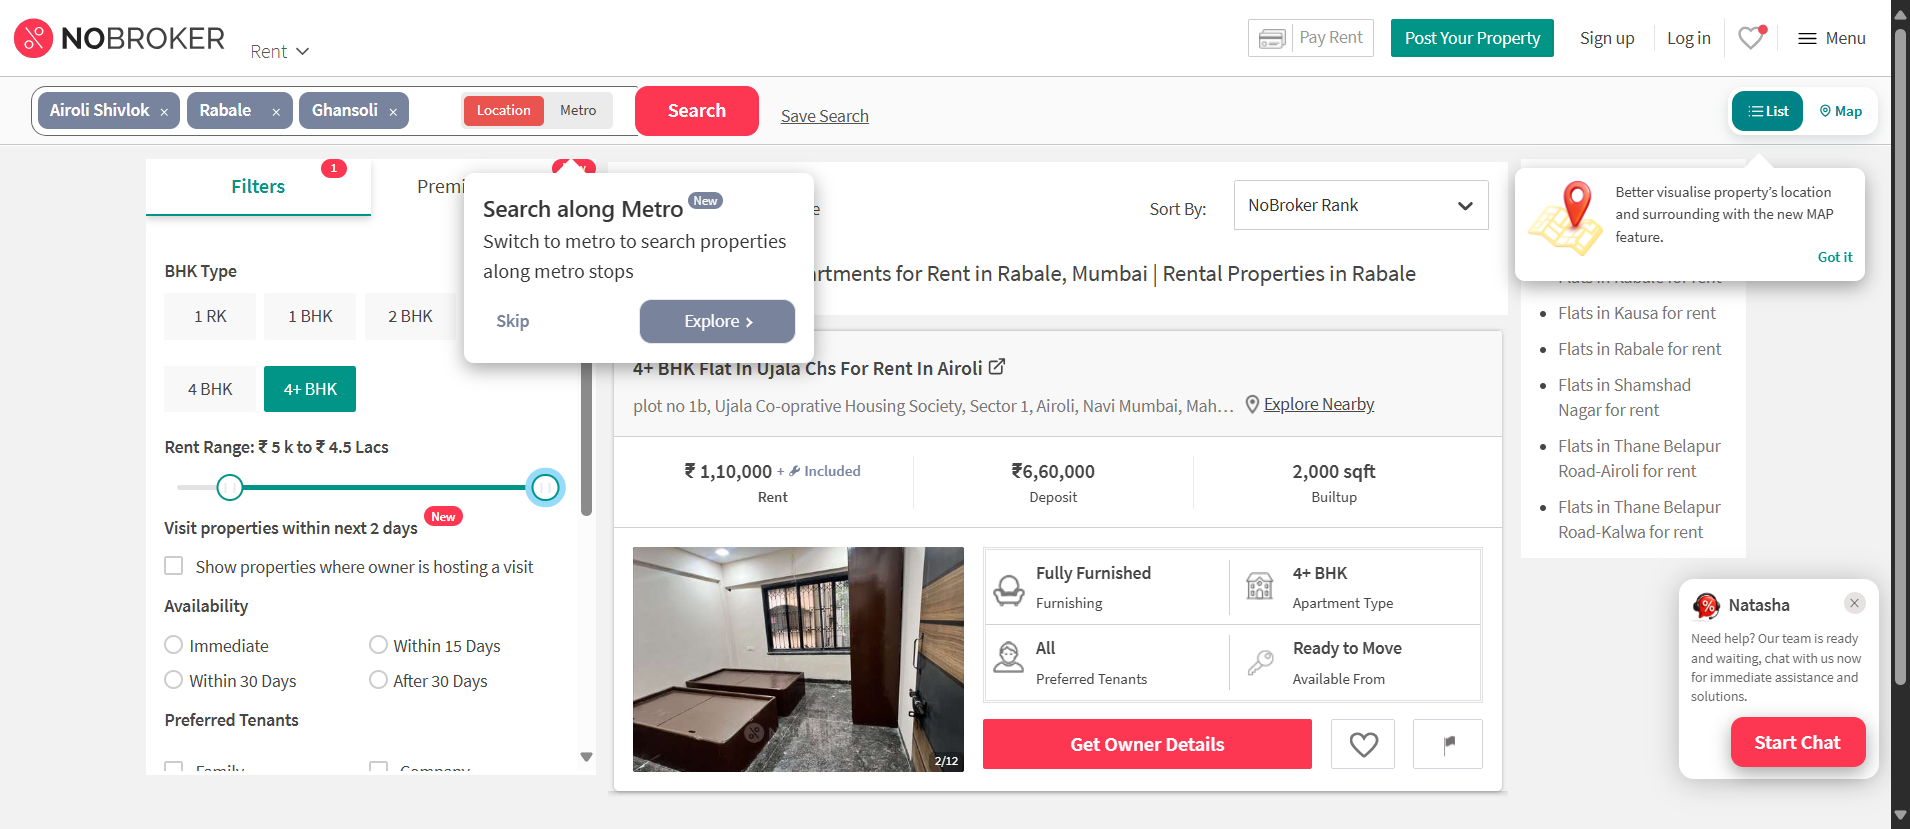 NOBROKER
Rent
Pay Rent
Post Your Property
Sign up
Log in
Menu
Airoli Shivlok ×
Rabale ×
Ghansoli ×
Location
Metro
Search
Save Search
List
Map
Filters
1
Premi
Search along Metro New
Switch to metro to search properties
along metro stops
Skip
Explore >
Sort By:
NoBroker Rank
rtments for Rent in Rabale, Mumbai | Rental Properties in Rabale
Better visualise property's location
and surrounding with the new MAP
feature.
Got it
Flats in Rabale for rent
Flats in Kausa for rent
Flats in Rabale for rent
Flats in Shamshad
Nagar for rent
Flats in Thane Belapur
Road-Airoli for rent
Flats in Thane Belapur
Road-Kalwa for rent
BHK Type
1 RK
1 BHK
2 BHK
4 BHK
4+ BHK
Rent Range: ₹ 5 k to ₹ 4.5 Lacs
Visit properties within next 2 days
New
Show properties where owner is hosting a visit
Availability
Immediate
Within 15 Days
Within 30 Days
After 30 Days
Preferred Tenants
Family
Company
4+ BHK Flat In Ujala Chs For Rent In Airoli
plot no 1b, Ujala Co-oprative Housing Society, Sector 1, Airoli, Navi Mumbai, Mah...
Explore Nearby
₹ 1,10,000 + Included
Rent
₹6,60,000
Deposit
2,000 sqft
Builtup
2/12
Fully Furnished
Furnishing
4+ BHK
Apartment Type
All
Preferred Tenants
Ready to Move
Available From
Get Owner Details
Natasha
Need help? Our team is ready
and waiting, chat with us now
for immediate assistance and
solutions.
Start Chat